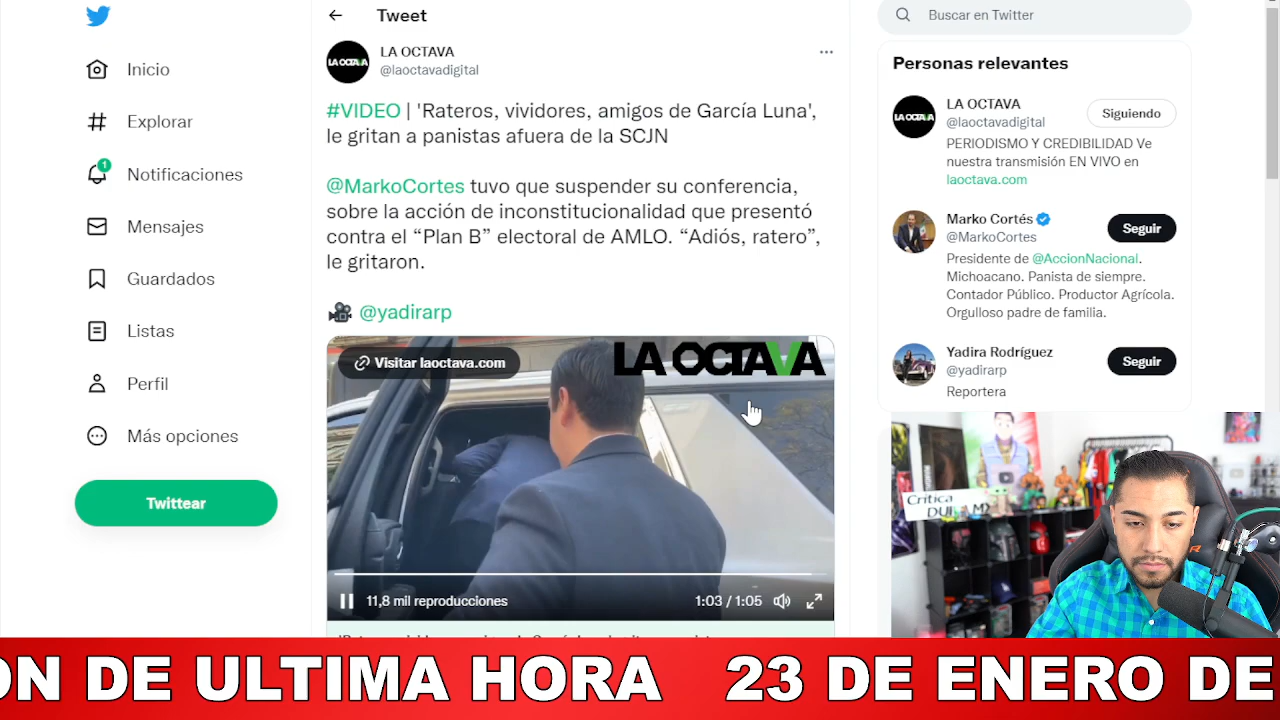 Tweet
Buscar en Twitter
Inicio
Explorar
1
Notificaciones
Mensajes
Guardados
Listas
Perfil
Más opciones
Twittear
LA OCTAVA
LA OCTAVA
@laoctavadigital
#VIDEO | 'Rateros, vividores, amigos de García Luna',
le gritan a panistas afuera de la SCJN
@MarkoCortes tuvo que suspender su conferencia,
sobre la acción de inconstitucionalidad que presentó
contra el “Plan B” electoral de AMLO. “Adiós, ratero”,
le gritaron.
@yadirarp
Visitar laoctava.com
LA OCTAVA
11,8 mil reproducciones
1:03 / 1:05
Personas relevantes
LA OCTAVA
LA OCTAVA
@laoctavadigital
Siguiendo
PERIODISMO Y CREDIBILIDAD Ve
nuestra transmisión EN VIVO en
laoctava.com
Marko Cortés
@MarkoCortes
Seguir
Presidente de @AccionNacional.
Michoacano. Panista de siempre.
Contador Público. Productor Agrícola.
Orgulloso padre de familia.
Yadira Rodríguez
@yadirarp
Seguir
Reportera
Crítica
ON DE ULTIMA HORA 23 DE ENERO DE